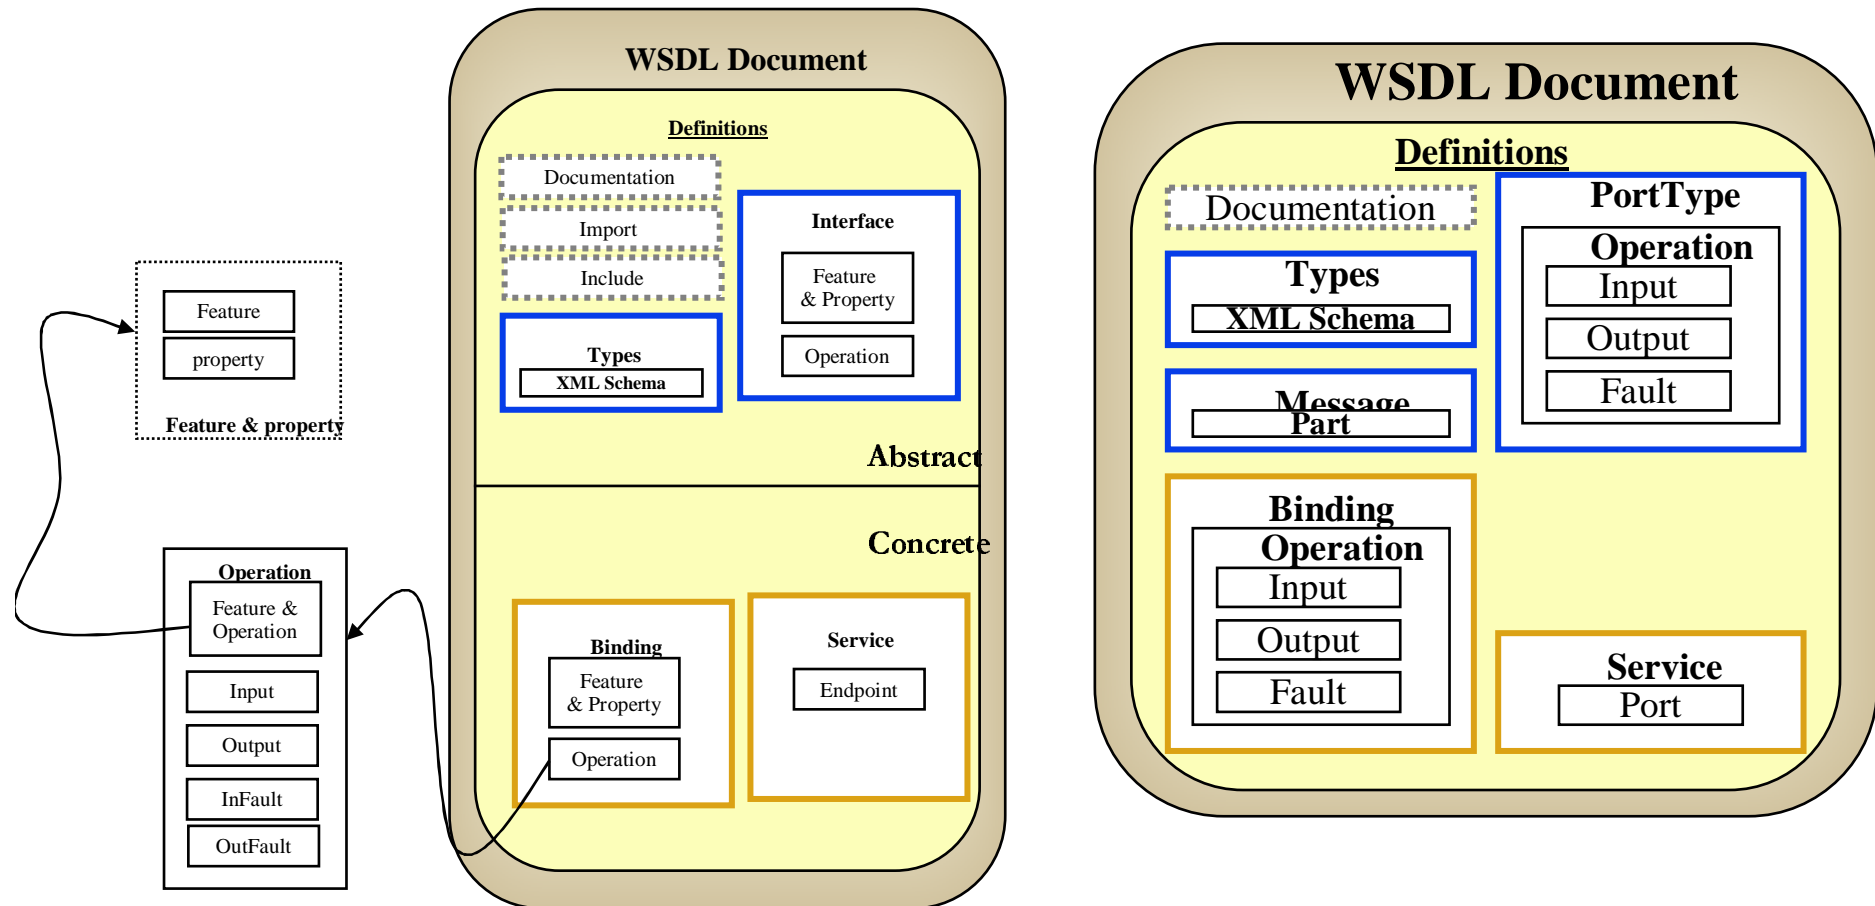 Feature
property
Feature & property
Operation
Feature &
Operation
Input
Output
InFault
OutFault
WSDL Document
Definitions
Documentation
Import
Include
Types
XML Schema
Interface
Feature
& Property
Operation
Abstract
Concrete
Binding
Feature
& Property
Operation
Service
Endpoint
WSDL Document
Definitions
Documentation
Types
XML Schema
Message
Part
PortType
Operation
Input
Output
Fault
Binding
Operation
Input
Output
Fault
Service
Port